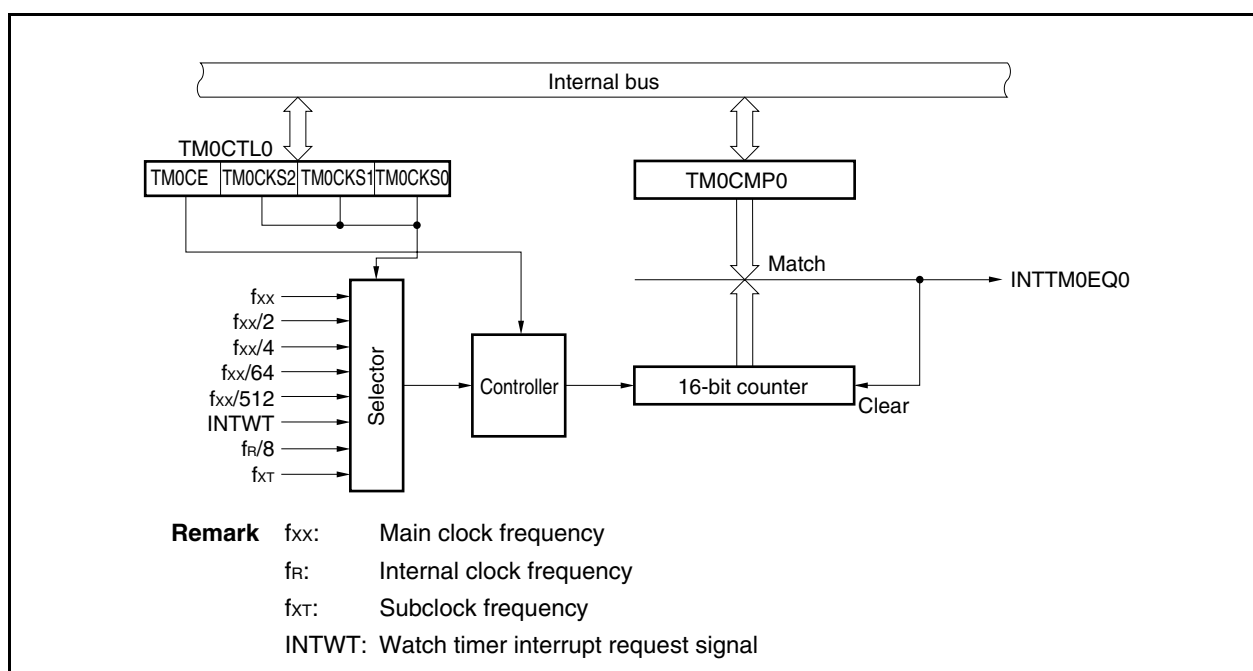 Internal bus
TM0CTL0
TM0CE TM0CKS2 TM0CKS1 TM0CKS0
TM0CMP0
Match
INTTM0EQ0
fXX
fXX/2
fXX/4
fXX/64
fXX/512
INTWT
fR/8
fXT
Selector
Controller
16-bit counter
Clear
Remark fXX: Main clock frequency
fR: Internal clock frequency
fXT: Subclock frequency
INTWT: Watch timer interrupt request signal